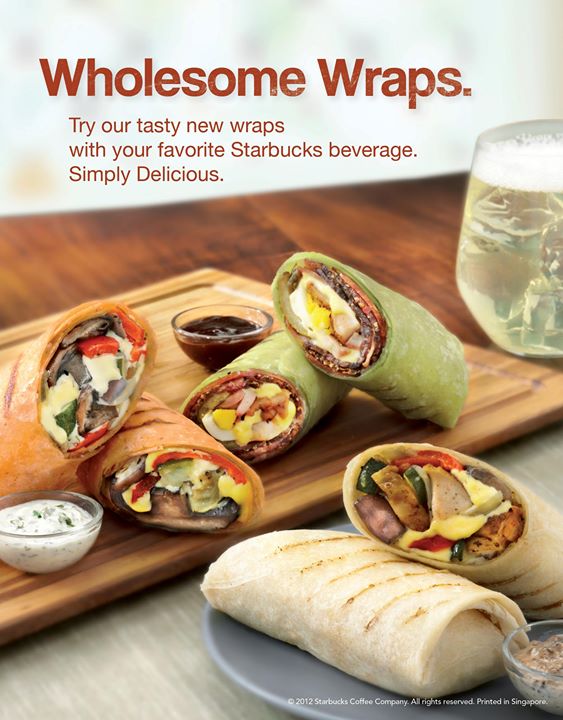 Wholesome Wraps.
Try our tasty new wraps
with your favorite Starbucks beverage.
Simply Delicious.
© 2012 Starbucks Coffee Company. All rights reserved. Printed in Singapore.